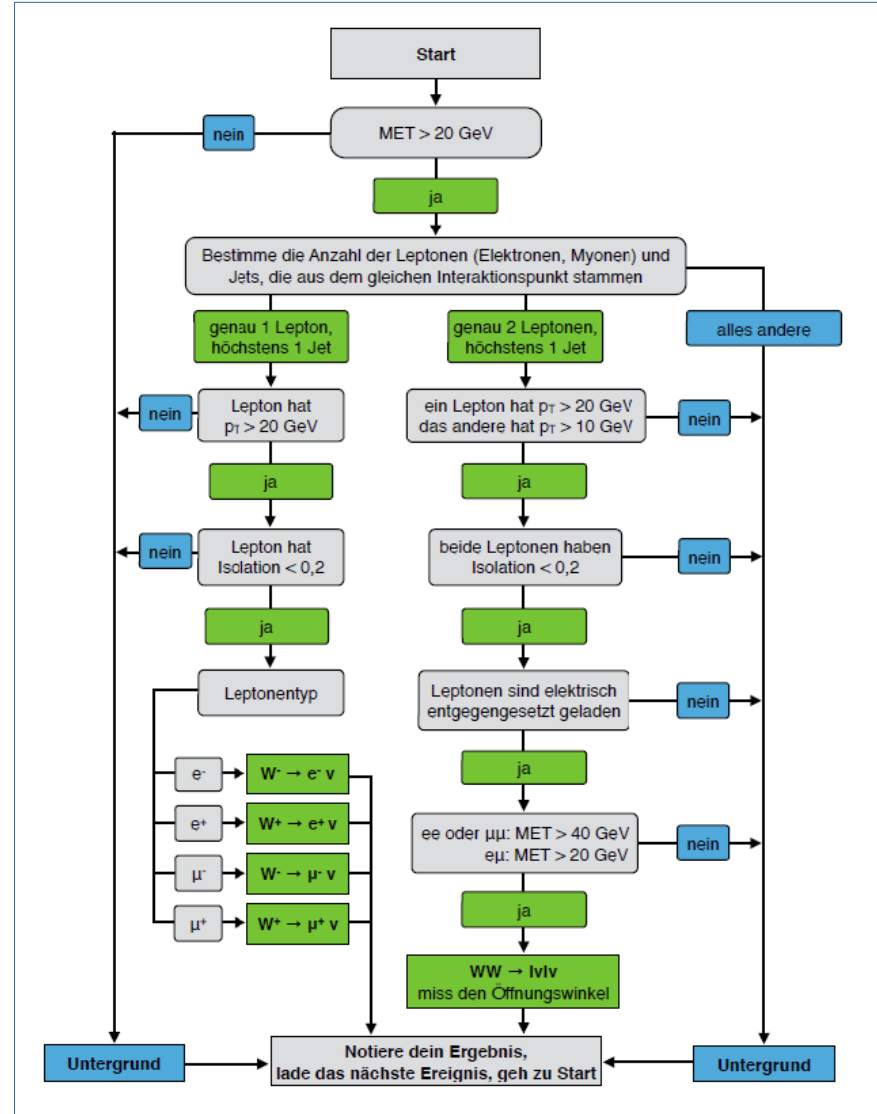 Start
nein
MET > 20 GeV
ja
Bestimme die Anzahl der Leptonen (Elektronen, Myonen) und
Jets, die aus dem gleichen Interaktionspunkt stammen
genau 1 Lepton,
höchstens 1 Jet
genau 2 Leptonen,
höchstens 1 Jet
alles andere
nein
Lepton hat
pT > 20 GeV
ein Lepton hat pT > 20 GeV
das andere hat pT > 10 GeV
nein
ja
ja
nein
Lepton hat
Isolation < 0,2
beide Leptonen haben
Isolation < 0,2
nein
ja
ja
Leptonentyp
Leptonen sind elektrisch
entgegengesetzt geladen
nein
e-
W- → e- v
ja
e+
W+ → e+ v
ee oder μμ: MET > 40 GeV
eμ: MET > 20 GeV
nein
μ-
W- → μ- v
μ+
W+ → μ+ v
ja
WW → lvlv
miss den Öffnungswinkel
Untergrund
Notiere dein Ergebnis,
lade das nächste Ereignis, geh zu Start
Untergrund